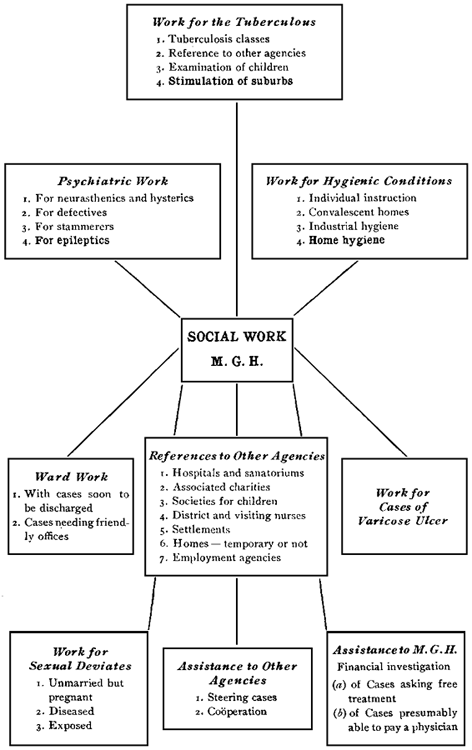 Work for the Tuberculous
1. Tuberculosis classes
2. Reference to other agencies
3. Examination of children
4. Stimulation of suburbs
Psychiatric Work
1. For neurasthenics and hysterics
2. For defectives
3. For stammerers
4. For epileptics
Work for Hygienic Conditions
1. Individual instruction
2. Convalescent homes
3. Industrial hygiene
4. Home hygiene
SOCIAL WORK
M. G. H.
Ward Work
1. With cases soon to
be discharged
2. Cases needing friend-
ly offices
References to Other Agencies
1. Hospitals and sanatoriums
2. Associated charities
3. Societies for children
4. District and visiting nurses
5. Settlements
6. Homes — temporary or not
7. Employment agencies
Work for
Cases of
Varicose Ulcer
Work for
Sexual Deviates
1. Unmarried but
pregnant
2. Diseased
3. Exposed
Assistance to Other
Agencies
1. Steering cases
2. Coöperation
Assistance to M. G. H.
Financial investigation
(a) of Cases asking free
treatment
(b) of Cases presumably
able to pay a physician